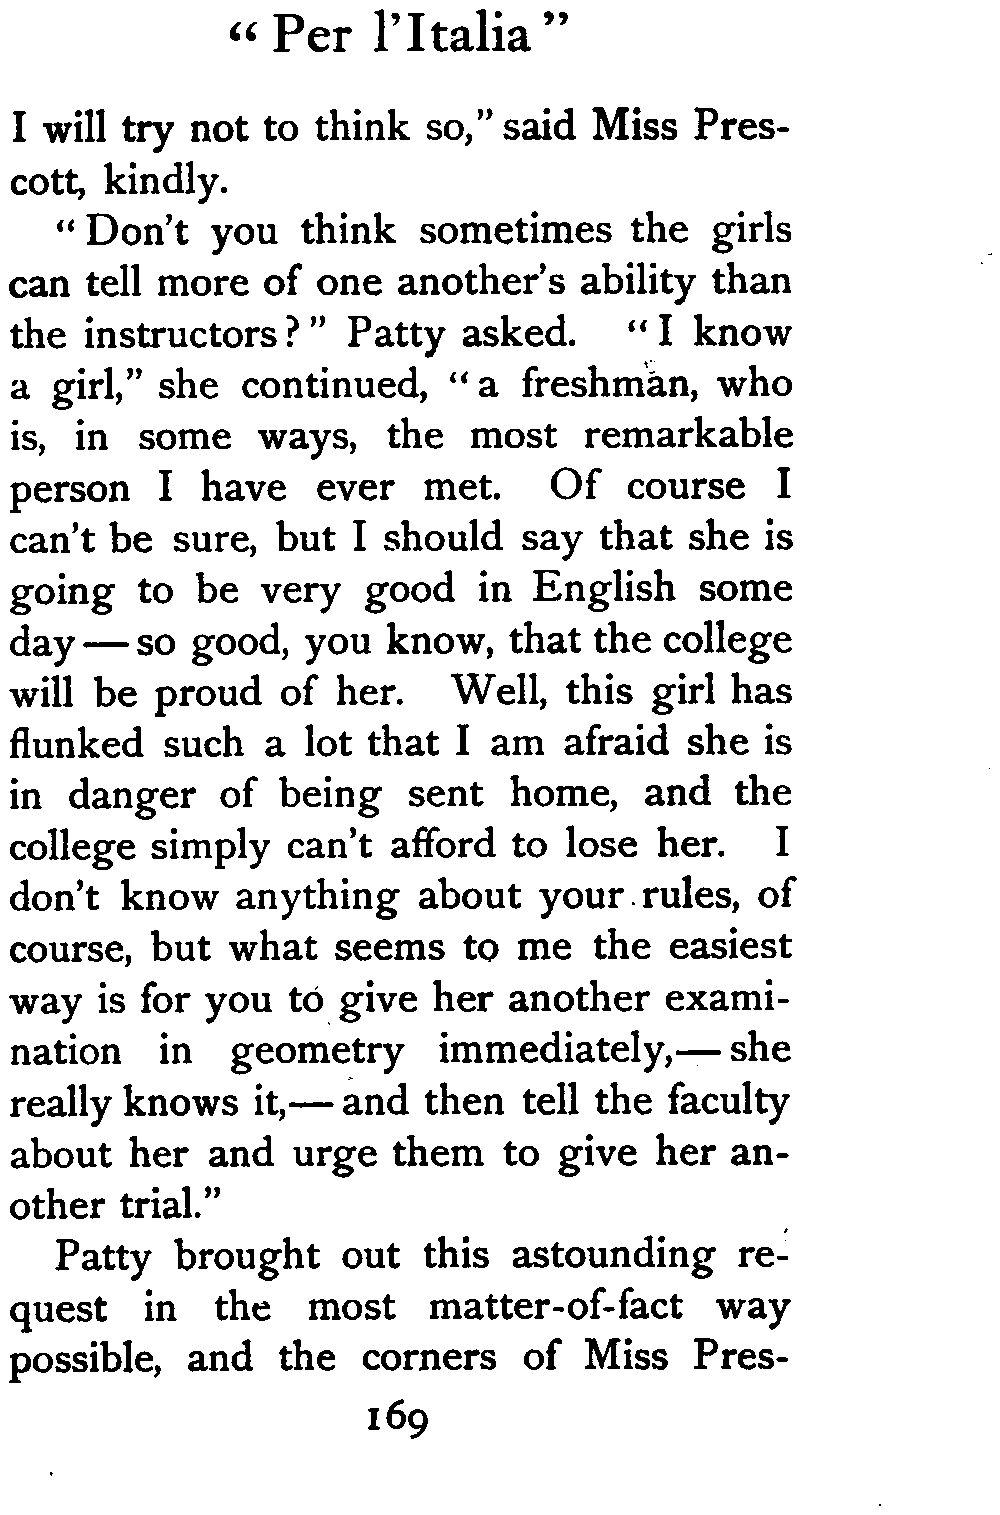 “ Per l'Italia ”
I will try not to think so,” said Miss Pres-
cott, kindly.
“ Don't you think sometimes the girls
can tell more of one another's ability than
the instructors ? ” Patty asked. “ I know
a girl,” she continued, “ a freshman, who
is, in some ways, the most remarkable
person I have ever met. Of course I
can't be sure, but I should say that she is
going to be very good in English some
day — so good, you know, that the college
will be proud of her. Well, this girl has
flunked such a lot that I am afraid she is
in danger of being sent home, and the
college simply can't afford to lose her. I
don't know anything about your rules, of
course, but what seems to me the easiest
way is for you to give her another exami-
nation in geometry immediately,— she
really knows it,— and then tell the faculty
about her and urge them to give her an-
other trial.”
Patty brought out this astounding re-
quest in the most matter-of-fact way
possible, and the corners of Miss Pres-
169